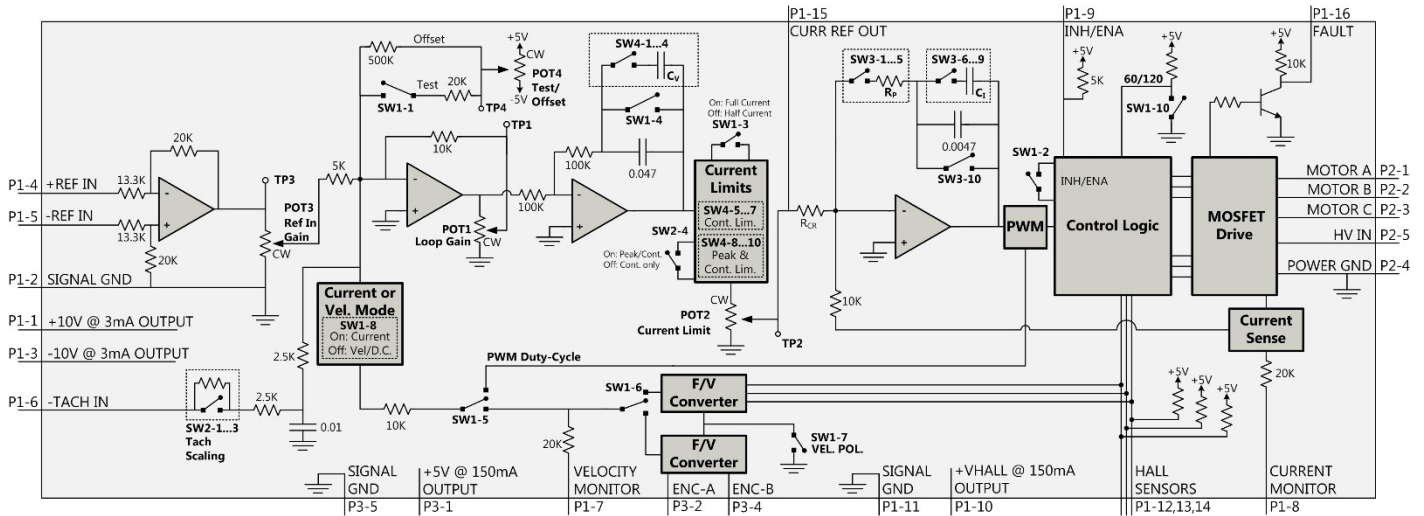 P1-15
CURR REF OUT
P1-9
INH/ENA
P1-16
FAULT
Offset
500K
+5V
CW
-5V
POT4
Test/
Offset
Test
20K
SW1-1
TP4
SW4-1...4
Cv
SW1-4
100K
0.047
TP1
10K
5K
20K
P1-4
+REF IN
13.3K
P1-5
-REF IN
13.3K
20K
TP3
POT3
Ref In
Gain
CW
-
+
-
+
POT1
Loop Gain
CW
100K
-
+
On: Full Current
Off: Half Current
SW1-3
Current
Limits
SW4-5...7
Cont. Lim.
SW4-8...10
Peak &
Cont. Lim.
SW2-4
On: Peak/Cont.
Off: Cont. only
CW
POT2
Current Limit
TP2
SW3-1...5
RP
SW3-6...9
CI
0.0047
SW3-10
RCR
-
+
10K
PWM
SW1-2
+5V
5K
60/120
+5V
SW1-10
+5V
10K
INH/ENA
Control Logic
MOSFET
Drive
MOTOR A
P2-1
MOTOR B
P2-2
MOTOR C
P2-3
HV IN
P2-5
POWER GND
P2-4
Current
Sense
20K
P1-2
SIGNAL GND
P1-1
+10V @ 3mA OUTPUT
P1-3
-10V @ 3mA OUTPUT
P1-6
-TACH IN
SW2-1...3
Tach
Scaling
2.5K
2.5K
0.01
Current or
Vel. Mode
SW1-8
On: Current
Off: Vel/D.C.
10K
SW1-5
PWM Duty-Cycle
20K
SW1-6
F/V
Converter
F/V
Converter
SW1-7
VEL. POL.
+5V
+5V
+5V
SIGNAL
GND
P3-5
+5V @ 150mA
OUTPUT
P3-1
VELOCITY
MONITOR
P1-7
ENC-A
P3-2
ENC-B
P3-4
SIGNAL
GND
P1-11
+VHALL @ 150mA
OUTPUT
P1-10
HALL
SENSORS
P1-12,13,14
CURRENT
MONITOR
P1-8